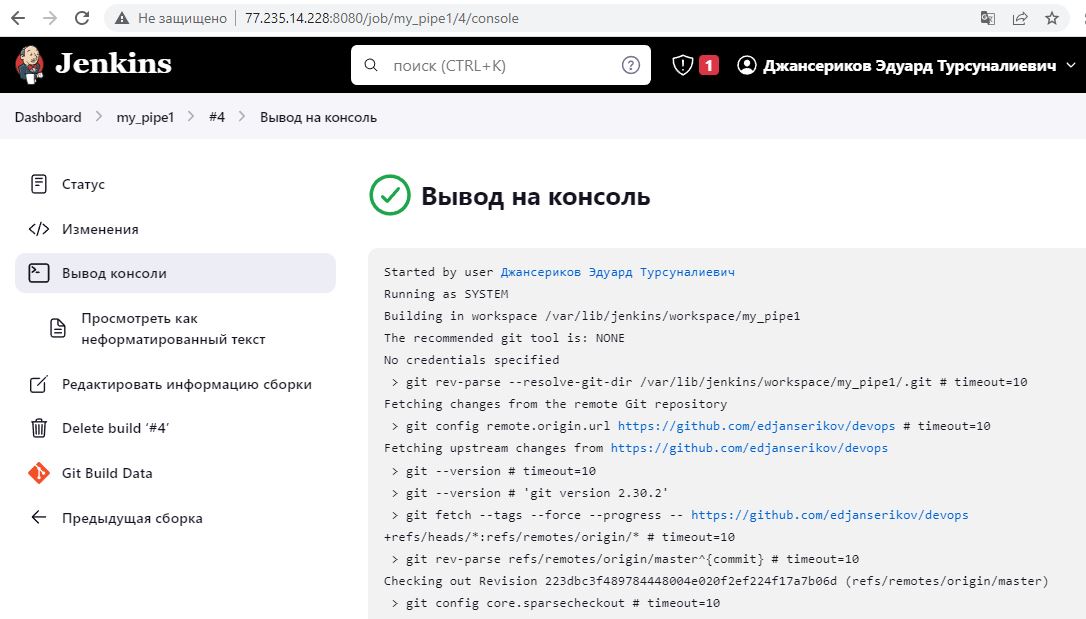 Не защищено 77.235.14.228:8080/job/my_pipe1/4/console
Jenkins
поиск (CTRL+K)
?
1
Джансериков Эдуард Турсуналиевич
Dashboard > my_pipe1 > #4 > Вывод на консоль
Статус
Изменения
Вывод консоли
Просмотреть как
неформатированный текст
Редактировать информацию сборки
Delete build ‘#4’
Git Build Data
Предыдущая сборка
Вывод на консоль
Started by user Джансериков Эдуард Турсуналиевич
Running as SYSTEM
Building in workspace /var/lib/jenkins/workspace/my_pipe1
The recommended git tool is: NONE
No credentials specified
> git rev-parse --resolve-git-dir /var/lib/jenkins/workspace/my_pipe1/.git # timeout=10
Fetching changes from the remote Git repository
> git config remote.origin.url https://github.com/edjanserikov/devops # timeout=10
Fetching upstream changes from https://github.com/edjanserikov/devops
> git --version # timeout=10
> git --version # 'git version 2.30.2'
> git fetch --tags --force --progress -- https://github.com/edjanserikov/devops
+refs/heads/*:refs/remotes/origin/* # timeout=10
> git rev-parse refs/remotes/origin/master^{commit} # timeout=10
Checking out Revision 223dbc3f489784448004e020f2ef224f17a7b06d (refs/remotes/origin/master)
> git config core.sparsecheckout # timeout=10